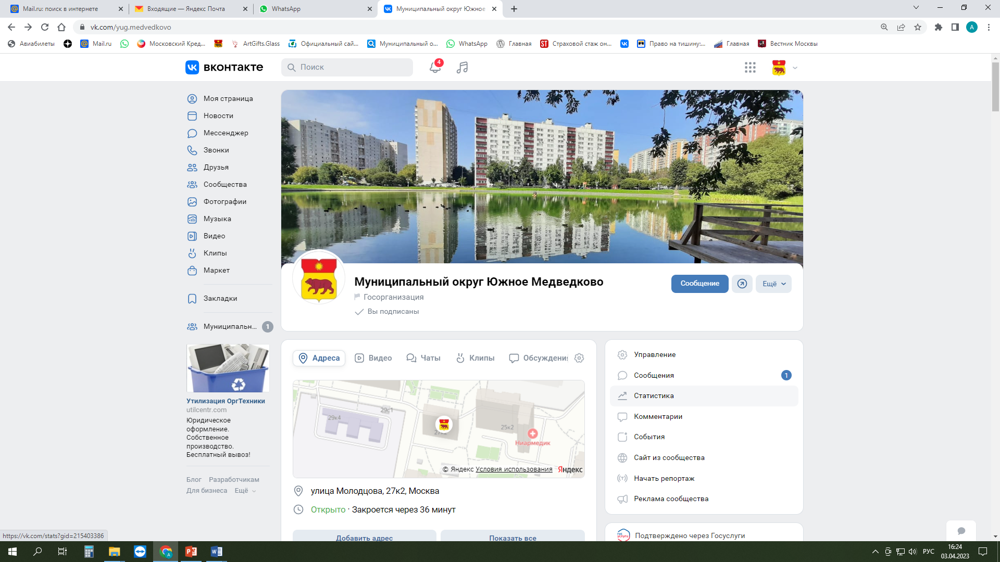 Mail.ru: поиск в интернете
Входящие — Яндекс Почта
WhatsApp
Муниципальный округ Южное
vk.com/yug.medvedkovo
A
Авиабилеты
Mail.ru
Московский Кред...
ArtGifts.Glass
Официальный сай...
Муниципальный о...
WhatsApp
Главная
ST Страховой стаж он...
Право на тишину:...
Главная
Вестник Москвы
вконтакте
Поиск
4
Моя страница
Новости
Мессенджер
Звонки
Друзья
Сообщества
Фотографии
Музыка
Видео
Клипы
Маркет
Закладки
Муниципальн... 1
Утилизация ОргТехники
utilcentr.com
Юридическое
оформление.
Собственное
производство.
Бесплатный вывоз!
Блог Разработчикам
Для бизнеса Ещё
Муниципальный округ Южное Медведково
Госорганизация
Вы подписаны
Сообщение
Ещё
Адреса
Видео
Чаты
Клипы
Обсуждения
29к4
29с1
27к2
25к2
Ниармедик
© Яндекс Условия использования Яндекс
улица Молодцова, 27к2, Москва
Открыто · Закроется через 36 минут
Добавить адрес
Показать все
Управление
Сообщения 1
Статистика
Комментарии
События
Сайт из сообщества
Начать репортаж
Реклама сообщества
гос услуги
Подтверждено через Госуслуги
https://vk.com/stats?gid=215403386
РУС
16:24
03.04.2023